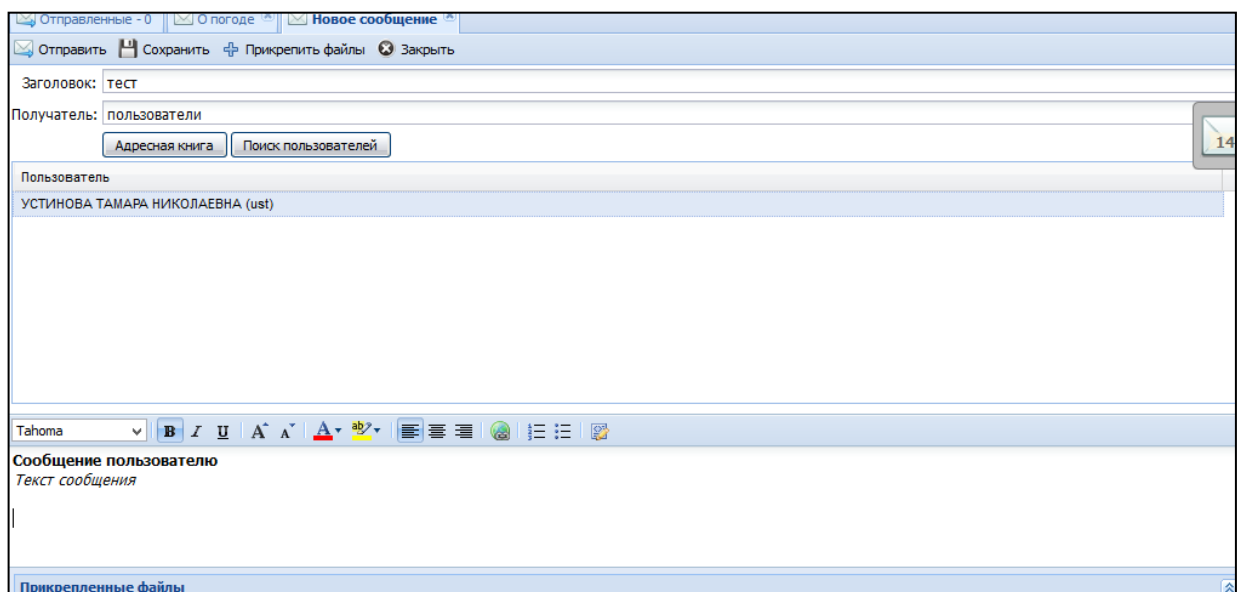 Отправленные - 0 О погоде Новое сообщение
Отправить Сохранить Прикрепить файлы Закрыть
Заголовок: тест
Получатель: пользователи
Адресная книга Поиск пользователей
14
Пользователь
УСТИНОВА ТАМАРА НИКОЛАЕВНА (ust)
Tahoma B I U A A A ab
Сообщение пользователю
Текст сообщения
Прикрепленные файлы